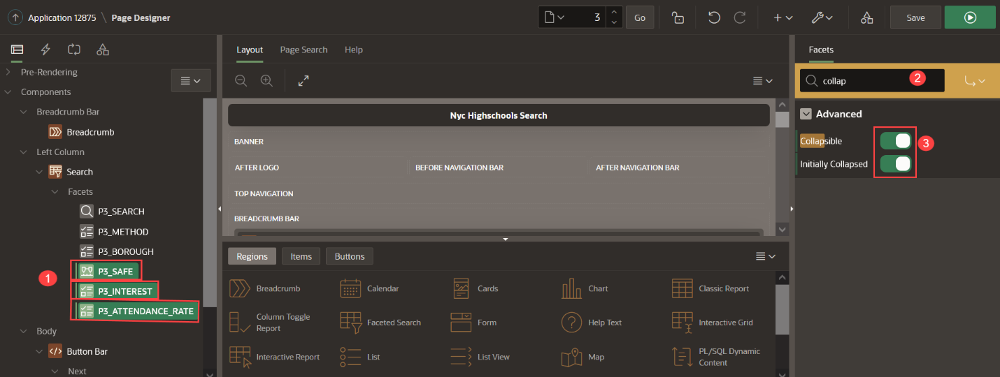 Application 12875 \ Page Designer
3
Go
Save
Layout
Page Search
Help
Facets
Pre-Rendering
Components
Breadcrumb Bar
Breadcrumb
Left Column
Search
Facets
P3_SEARCH
P3_METHOD
P3_BOROUGH
P3_SAFE
1
P3_INTEREST
P3_ATTENDANCE_RATE
Body
Button Bar
Next
Nyc Highschools Search
BANNER
AFTER LOGO
BEFORE NAVIGATION BAR
AFTER NAVIGATION BAR
TOP NAVIGATION
BREADCRUMB BAR
Regions
Items
Buttons
Breadcrumb
Calendar
Cards
Chart
Classic Report
Column Toggle
Report
Faceted Search
Form
Help Text
Interactive Grid
Interactive Report
List
List View
Map
PL/SQL Dynamic
Content
collap
2
Advanced
Collapsible
3
Initially Collapsed